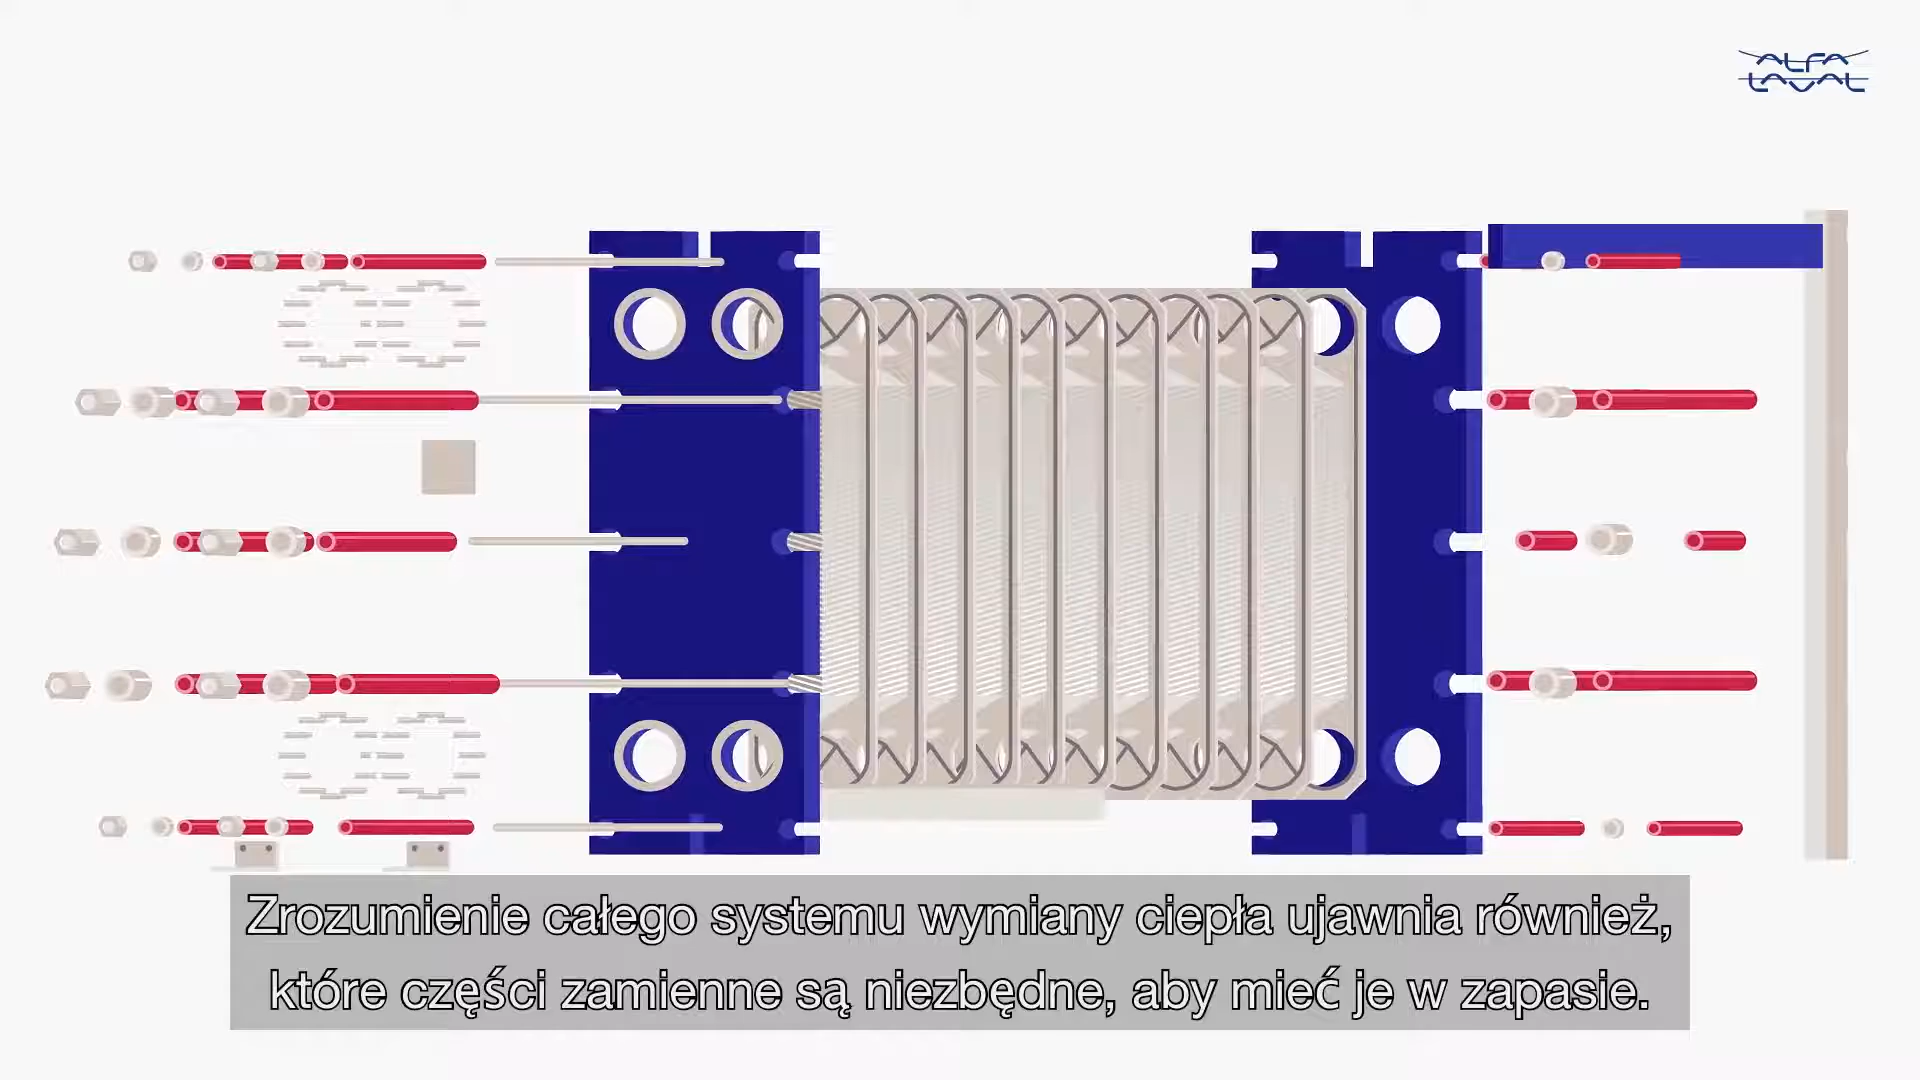 ALFA
LAVAL
Zrozumienie całego systemu wymiany ciepła ujawnia również,
które części zamienne są niezbędne, aby mieć je w zapasie.